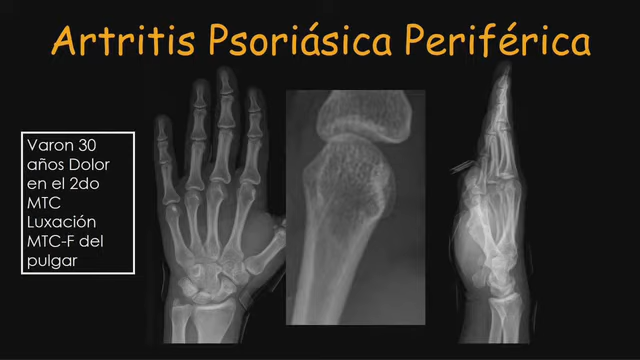 Artritis Psoriásica Periférica
Varon 30
años Dolor
en el 2do
MTC
Luxación
MTC-F del
pulgar